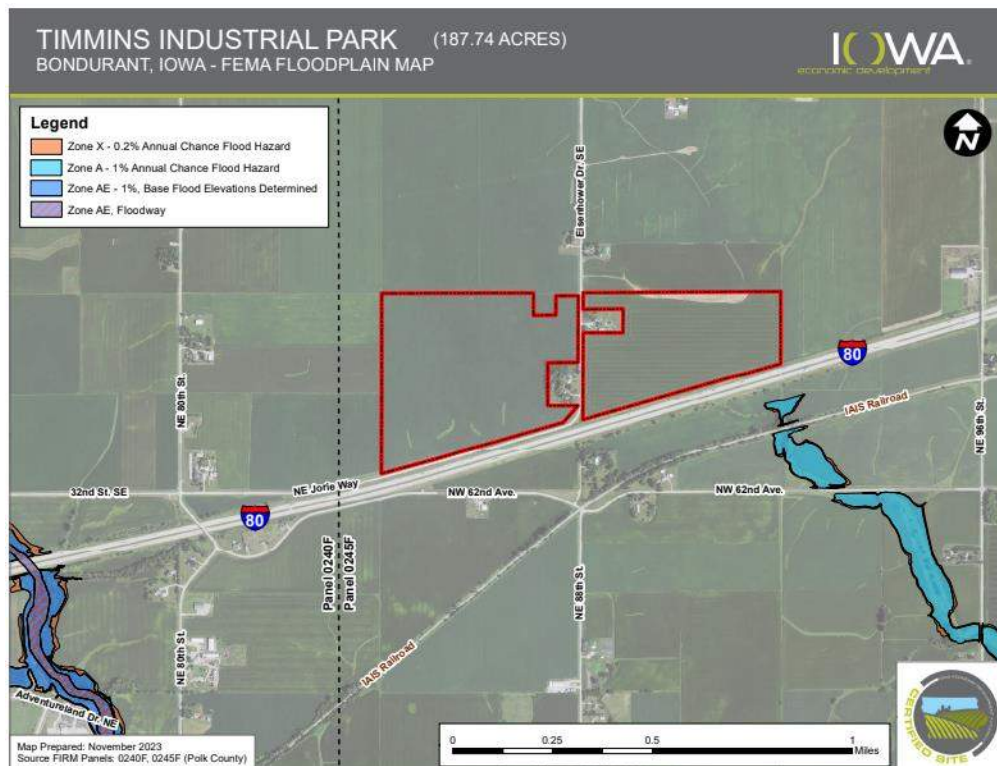 TIMMINS INDUSTRIAL PARK (187.74 ACRES)
BONDURANT, IOWA - FEMA FLOODPLAIN MAP
IOWA
economic development
Legend
Zone X - 0.2% Annual Chance Flood Hazard
Zone A - 1% Annual Chance Flood Hazard
Zone AE - 1%, Base Flood Elevations Determined
Zone AE, Floodway
N
Eisenhower Dr. SE
NE 80th St.
80
IAIS Railroad
NE 96th St.
32nd St. SE
NE Jorie Way
NW 62nd Ave.
NW 62nd Ave.
80
Panel 0240F
Panel 0245F
NE 88th St.
NE 80th St.
IAIS Railroad
Adventureland Dr. NE
0 0.25 0.5 1
Miles
Map Prepared: November 2023
Source FIRM Panels: 0240F, 0245F (Polk County)
CERTIFIED SITE